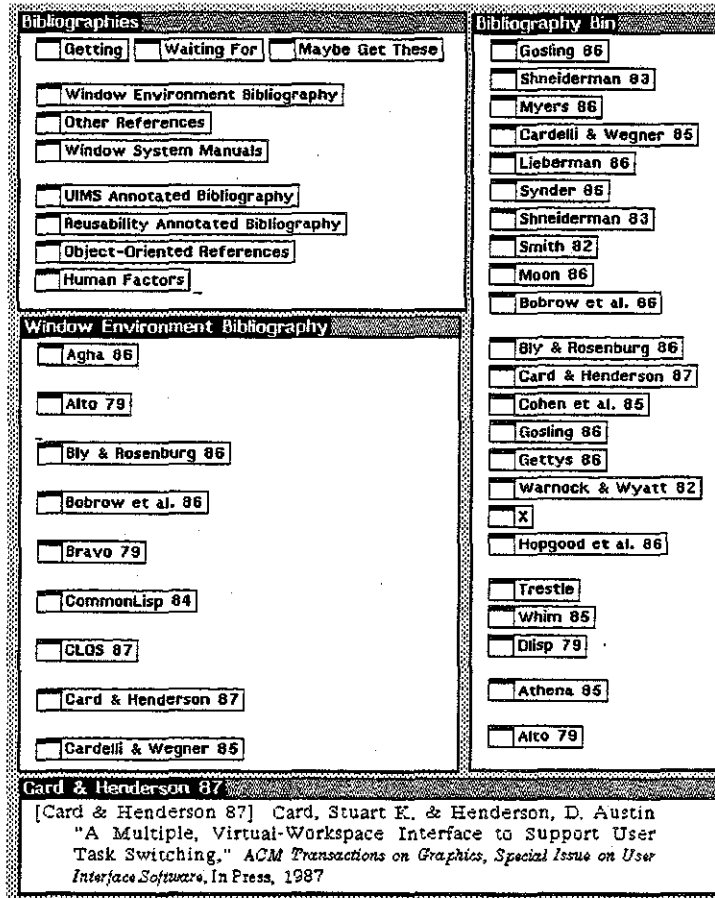 Bibliographies
Getting Waiting For Maybe Get These
Window Environment Bibliography
Other References
Window System Manuals
UIMS Annotated Bibliography
Reusability Annotated Bibliography
Object-Oriented References
Human Factors
Window Environment Bibliography
Agha 86
Alto 79
Bly & Rosenburg 86
Bobrow et al. 86
Bravo 79
CommonLisp 84
CLOS 87
Card & Henderson 87
Cardelli & Wegner 85
Bibliography Bin
Gosling 86
Shneiderman 83
Myers 86
Cardelli & Wegner 85
Lieberman 86
Synder 86
Shneiderman 83
Smith 82
Moon 86
Bobrow et al. 86
Bly & Rosenburg 86
Card & Henderson 87
Cohen et al. 85
Gosling 86
Gettys 86
Warnock & Wyatt 82
X
Hopgood et al. 86
Trestle
Whim 85
Dlisp 79
Athena 85
Alto 79
Card & Henderson 87
[Card & Henderson 87] Card, Stuart K. & Henderson, D. Austin
"A Multiple, Virtual-Workspace Interface to Support User
Task Switching," ACM Transactions on Graphics, Special Issue on User
Interface Software, In Press, 1987